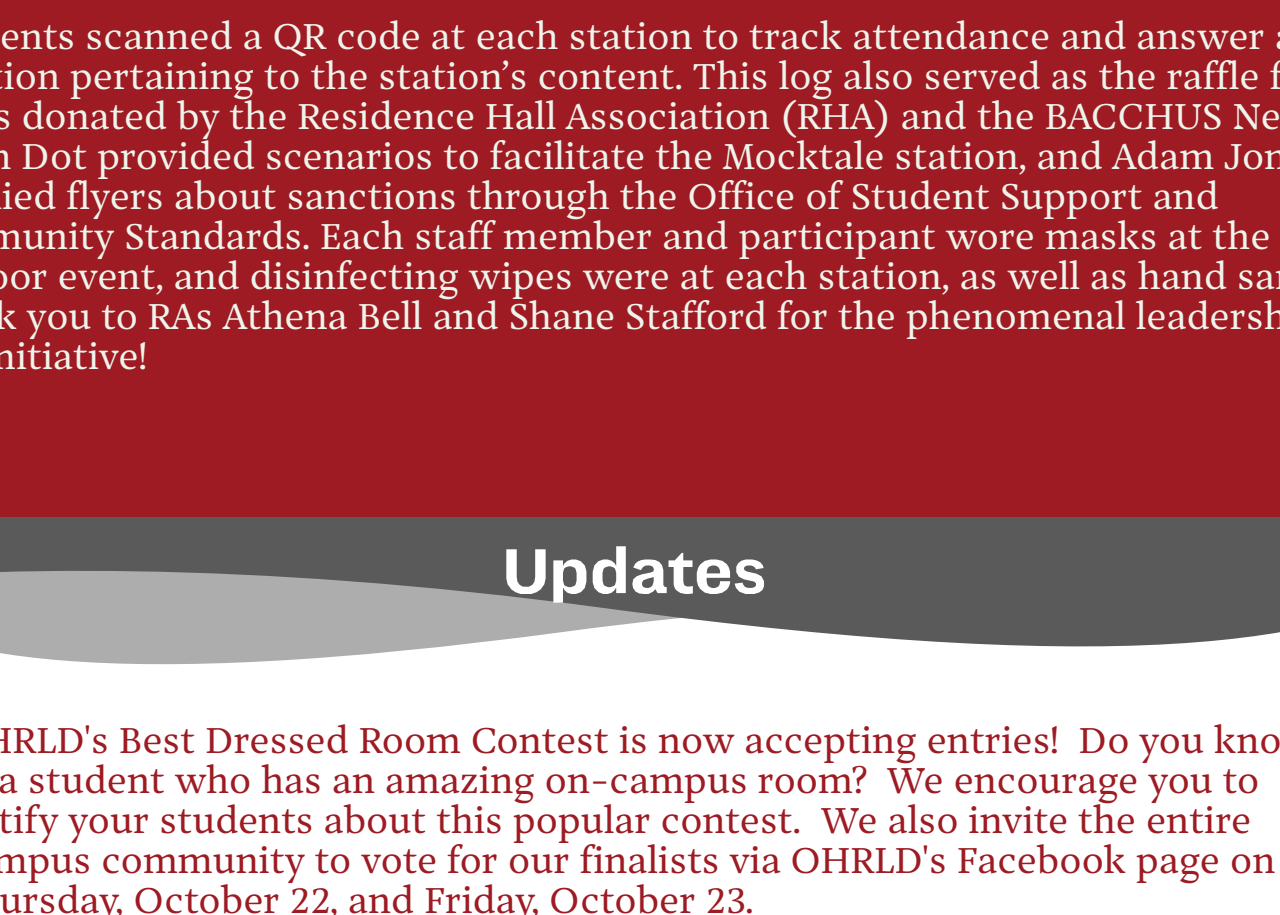 ents scanned a QR code at each station to track attendance and answer
tion pertaining to the station’s content. This log also served as the raffle f
s donated by the Residence Hall Association (RHA) and the BACCHUS Ne
n Dot provided scenarios to facilitate the Mocktale station, and Adam Jon
lied flyers about sanctions through the Office of Student Support and
munity Standards. Each staff member and participant wore masks at the
oor event, and disinfecting wipes were at each station, as well as hand san
k you to RAs Athena Bell and Shane Stafford for the phenomenal leadersh
nitiative!
Updates
HRLD's Best Dressed Room Contest is now accepting entries!  Do you kno
a student who has an amazing on-campus room?  We encourage you to
tify your students about this popular contest.  We also invite the entire
mpus community to vote for our finalists via OHRLD's Facebook page on
ursday, October 22, and Friday, October 23.